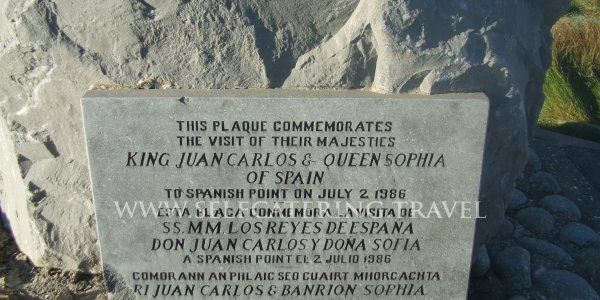 THIS PLAQUE COMMEMORATES
THE VISIT OF THEIR MAJESTIES
KING JUAN CARLOS & QUEEN SOPHIA
OF SPAIN
TO SPANISH POINT ON JULY 2 1986
WWW.SELFCATERING.TRAVEL
ESTA PLACA CONMEMORA LA VISITA DE
SS. MM. LOS REYES DE ESPANA
DON JUAN CARLOS Y DOÑA SOFIA
A SPANISH POINT EL 2 JULIO 1986
COMORANN AN PHLAIC SEO CUAIRT MHORGACHTA
RI JUAN CARLOS & BANRION SOPHIA